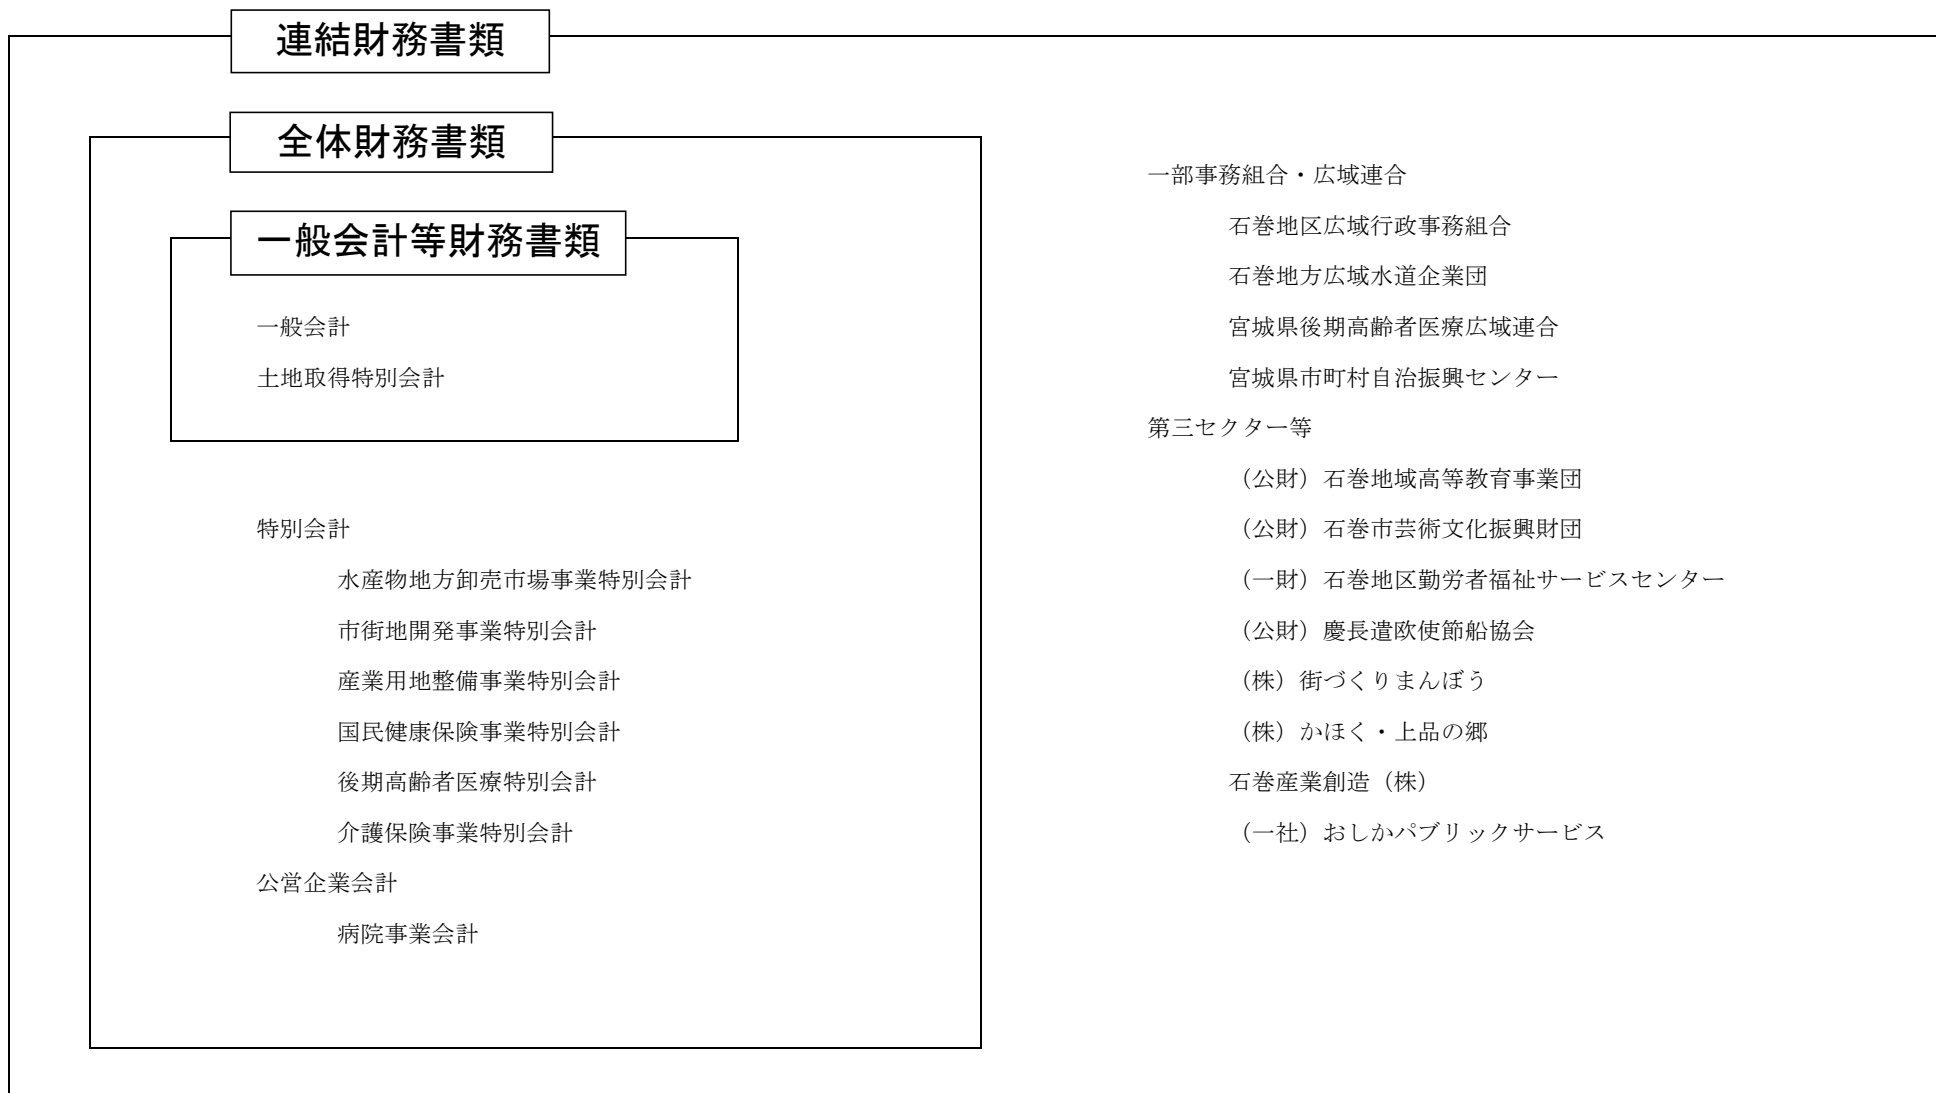 連結財務書類
全体財務書類
一般会計等財務書類
一般会計
土地取得特別会計
特別会計
水産物地方卸売市場事業特別会計
市街地開発事業特別会計
産業用地整備事業特別会計
国民健康保険事業特別会計
後期高齢者医療特別会計
介護保険事業特別会計
公営企業会計
病院事業会計
一部事務組合・広域連合
石巻地区広域行政事務組合
石巻地方広域水道企業団
宮城県後期高齢者医療広域連合
宮城県市町村自治振興センター
第三セクター等
（公財）石巻地域高等教育事業団
（公財）石巻市芸術文化振興財団
（一財）石巻地区勤労者福祉サービスセンター
（公財）慶長遣欧使節船協会
（株）街づくりまんぼう
（株）かほく・上品の郷
石巻産業創造（株）
（一社）おしかパブリックサービス